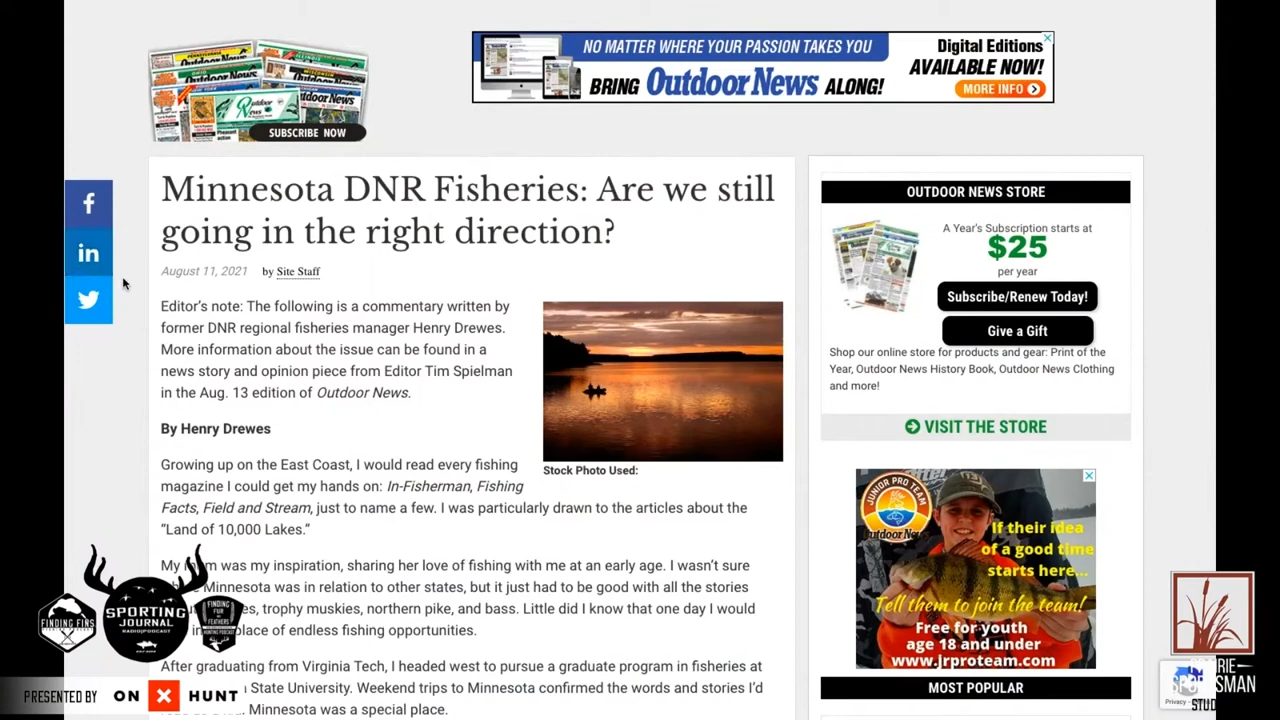 SUBSCRIBE NOW
NO MATTER WHERE YOUR PASSION TAKES YOU
BRING Outdoor News ALONG!
Digital Editions
AVAILABLE NOW!
MORE INFO
Minnesota DNR Fisheries: Are we still
going in the right direction?
August 11, 2021 by Site Staff
Editor's note: The following is a commentary written by
former DNR regional fisheries manager Henry Drewes.
More information about the issue can be found in a
news story and opinion piece from Editor Tim Spielman
in the Aug. 13 edition of Outdoor News.
By Henry Drewes
Stock Photo Used:
Growing up on the East Coast, I would read every fishing
magazine I could get my hands on: In-Fisherman, Fishing
Facts, Field and Stream, just to name a few. I was particularly drawn to the articles about the
"Land of 10,000 Lakes."
My mom was my inspiration, sharing her love of fishing with me at an early age. I wasn't sure
Minnesota was in relation to other states, but it just had to be good with all the stories
trophy muskies, northern pike, and bass. Little did I know that one day I would
place of endless fishing opportunities.
After graduating from Virginia Tech, I headed west to pursue a graduate program in fisheries at
State University. Weekend trips to Minnesota confirmed the words and stories I'd
Minnesota was a special place.
OUTDOOR NEWS STORE
A Year's Subscription starts at
$25
per year
Subscribe/Renew Today!
Give a Gift
Shop our online store for products and gear: Print of the
Year, Outdoor News History Book, Outdoor News Clothing
and more!
VISIT THE STORE
JUNIOR PRO TEAM
Outdoor News
If their idea
of a good time
starts here...
Tell them to join the team!
Free for youth
age 18 and under
www.jrproteam.com
MOST POPULAR
FINDING FINS
SPORTING
JOURNAL
RADIO|PODCAST
FINDING FUR
FEATHERS
HUNTING PODCAST
PRESENTED BY ON X HUNT
SPORTSMAN
Privacy